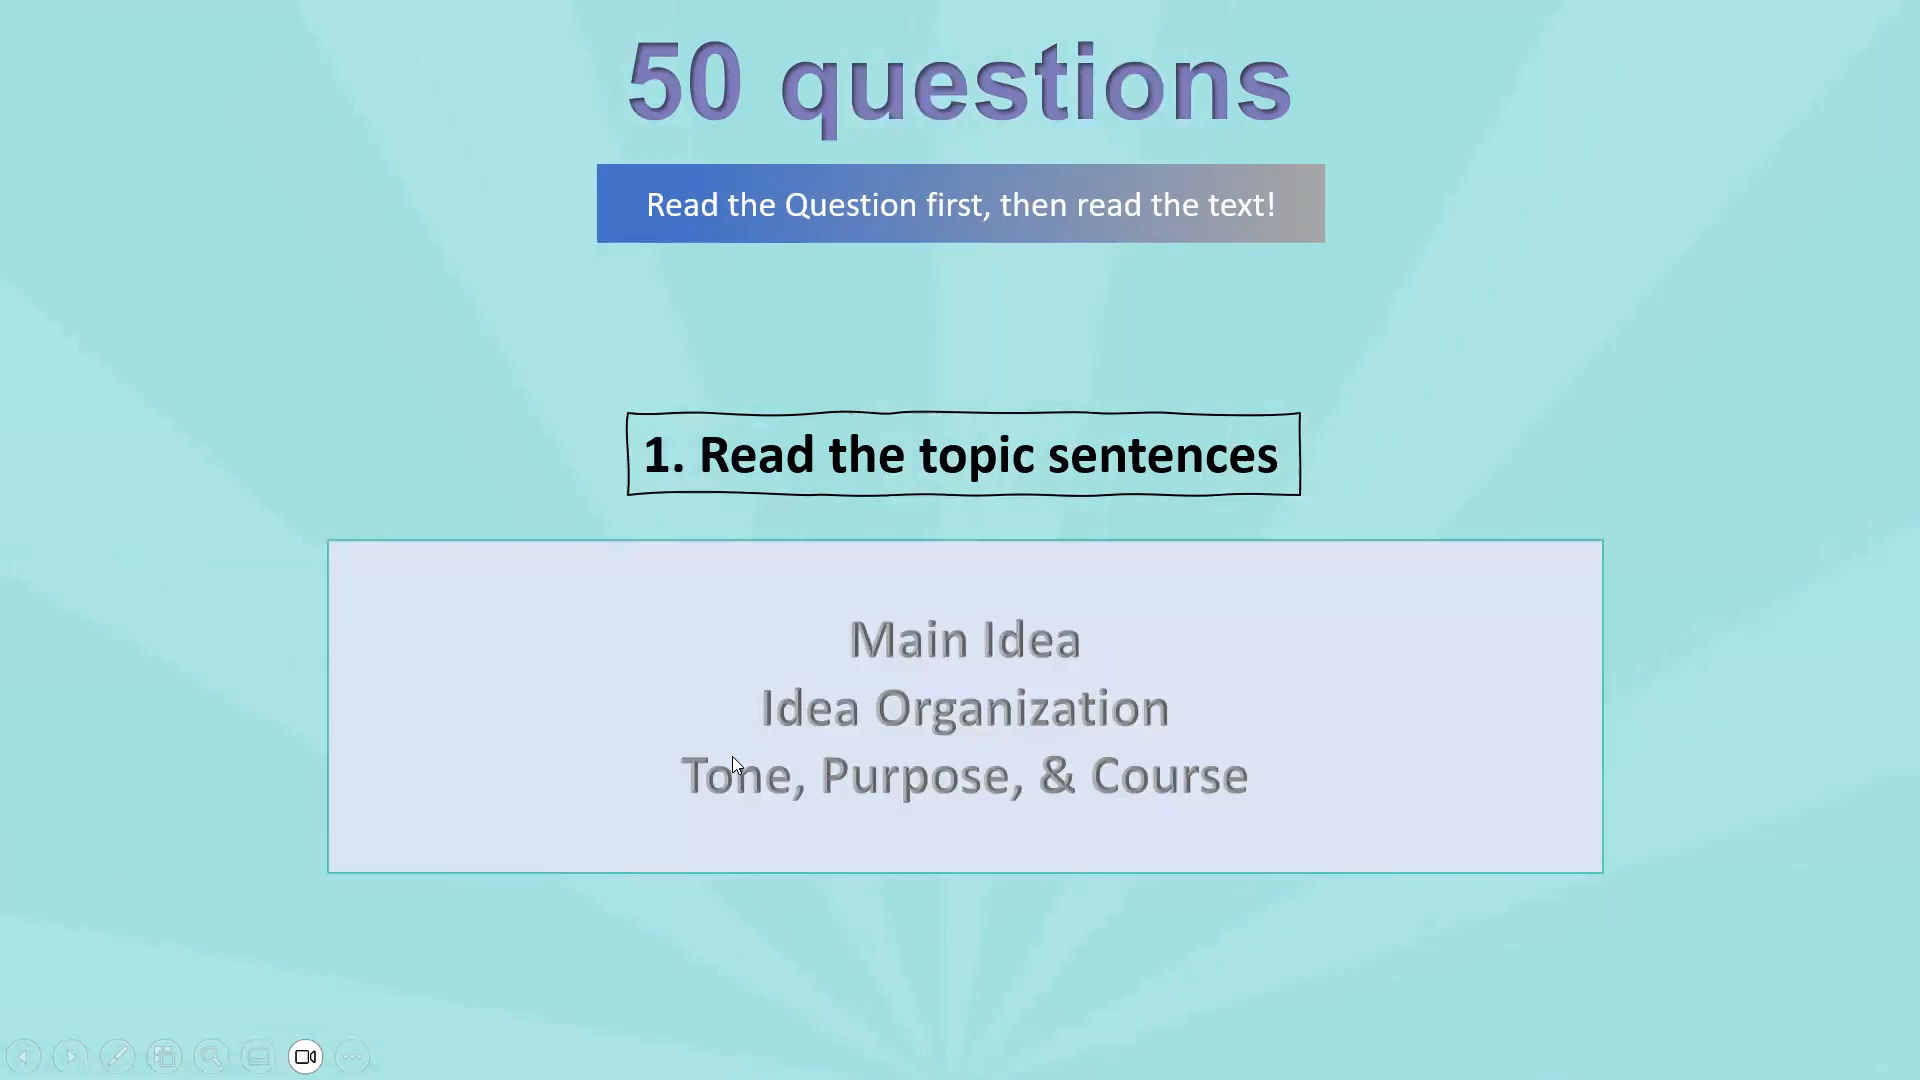 50 questions
Read the Question first, then read the text!
1. Read the topic sentences
Main Idea
Idea Organization
Tone, Purpose, & Course